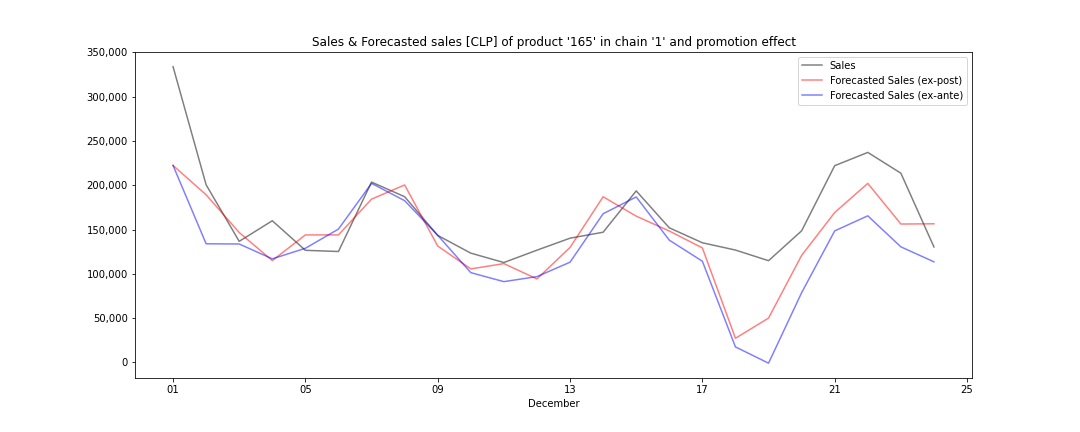 Sales & Forecasted sales [CLP] of product '165' in chain '1' and promotion effect
350,000
300,000
250,000
200,000
150,000
100,000
50,000
0
Sales
Forecasted Sales (ex-post)
Forecasted Sales (ex-ante)
01 05 09 13 17 21 25
December